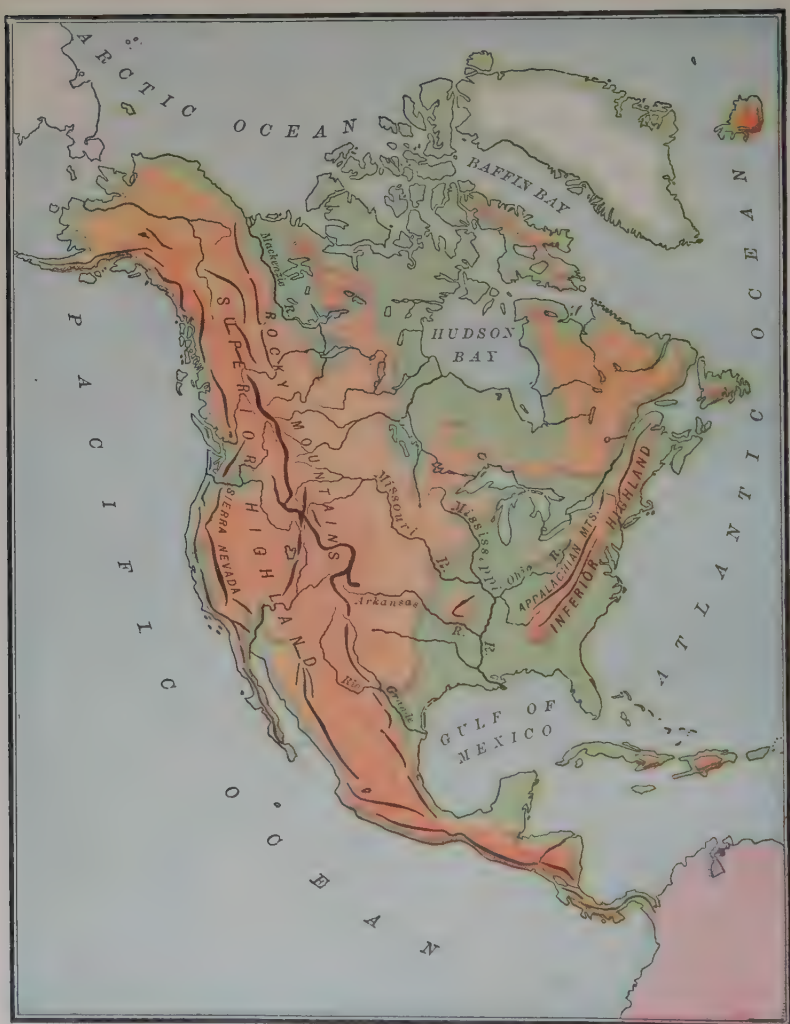 ARCTIC OCEAN
BAFFIN BAY
Mackenzie R.
HUDSON
BAY
ROCKY MOUNTAINS
SUPERIOR HIGHLAND
SIERRA NEVADA
Missouri R.
Mississippi R.
Ohio R.
APPALACHIAN MTS.
INFERIOR HIGHLAND
Arkansas R.
Rio Grande
GULF OF
MEXICO
PACIFIC OCEAN
ATLANTIC OCEAN